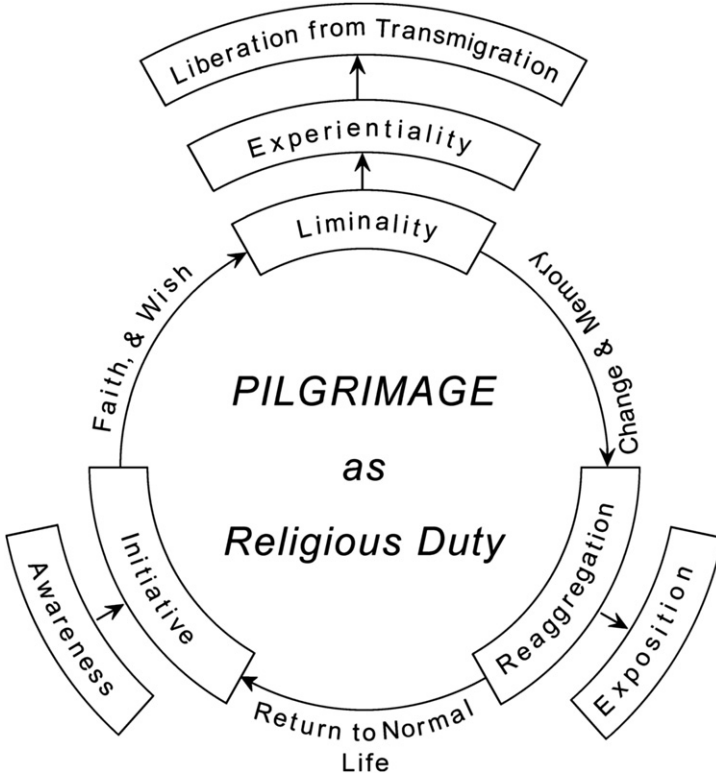 Liberation from Transmigration
Experientiality
Liminality
Faith, & Wish
Change & Memory
PILGRIMAGE
as
Religious Duty
Initiative
Awareness
Reaggregation
Exposition
Return to Normal
Life